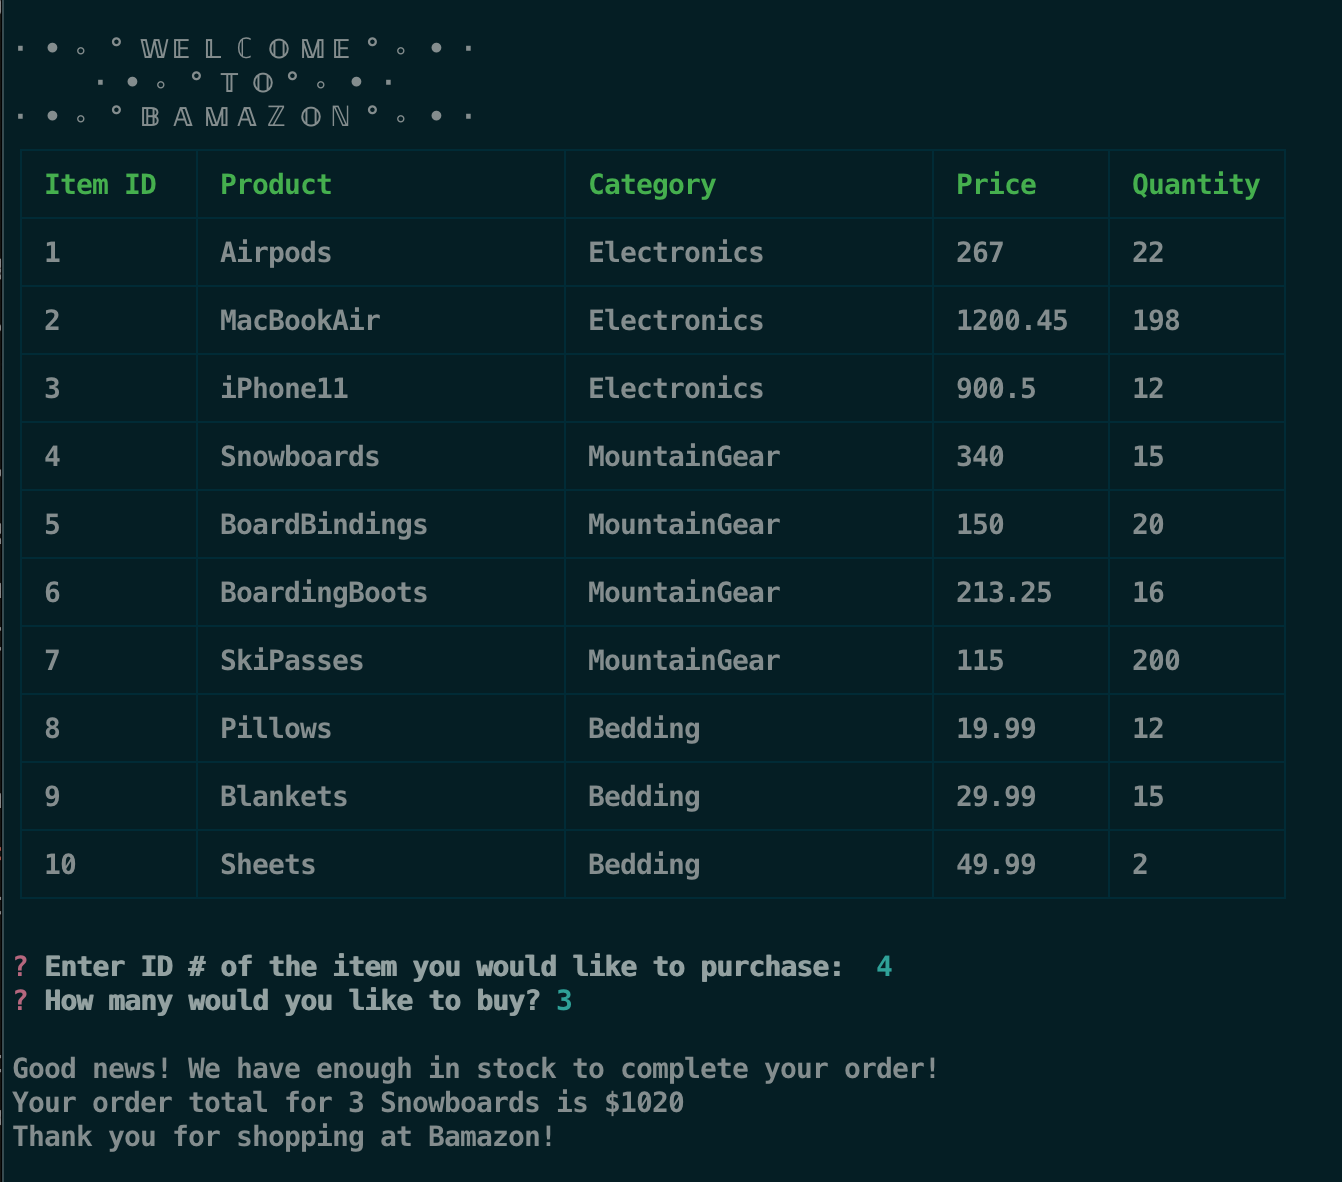 · • ◦ ° 𝕎𝔼 𝕃 ℂ 𝕆 𝕄 𝔼 ° ◦ • ·
· • ◦ ° 𝕋 𝕆 ° ◦ • ·
· • ◦ ° 𝔹 𝔸 𝕄𝔸 ℤ 𝕆 ℕ ° ◦ • ·
Item ID Product Category Price Quantity
1 Airpods Electronics 267 22
2 MacBookAir Electronics 1200.45 198
3 iPhone11 Electronics 900.5 12
4 Snowboards MountainGear 340 15
5 BoardBindings MountainGear 150 20
6 BoardingBoots MountainGear 213.25 16
7 SkiPasses MountainGear 115 200
8 Pillows Bedding 19.99 12
9 Blankets Bedding 29.99 15
10 Sheets Bedding 49.99 2
? Enter ID # of the item you would like to purchase: 4
? How many would you like to buy? 3
Good news! We have enough in stock to complete your order!
Your order total for 3 Snowboards is $1020
Thank you for shopping at Bamazon!